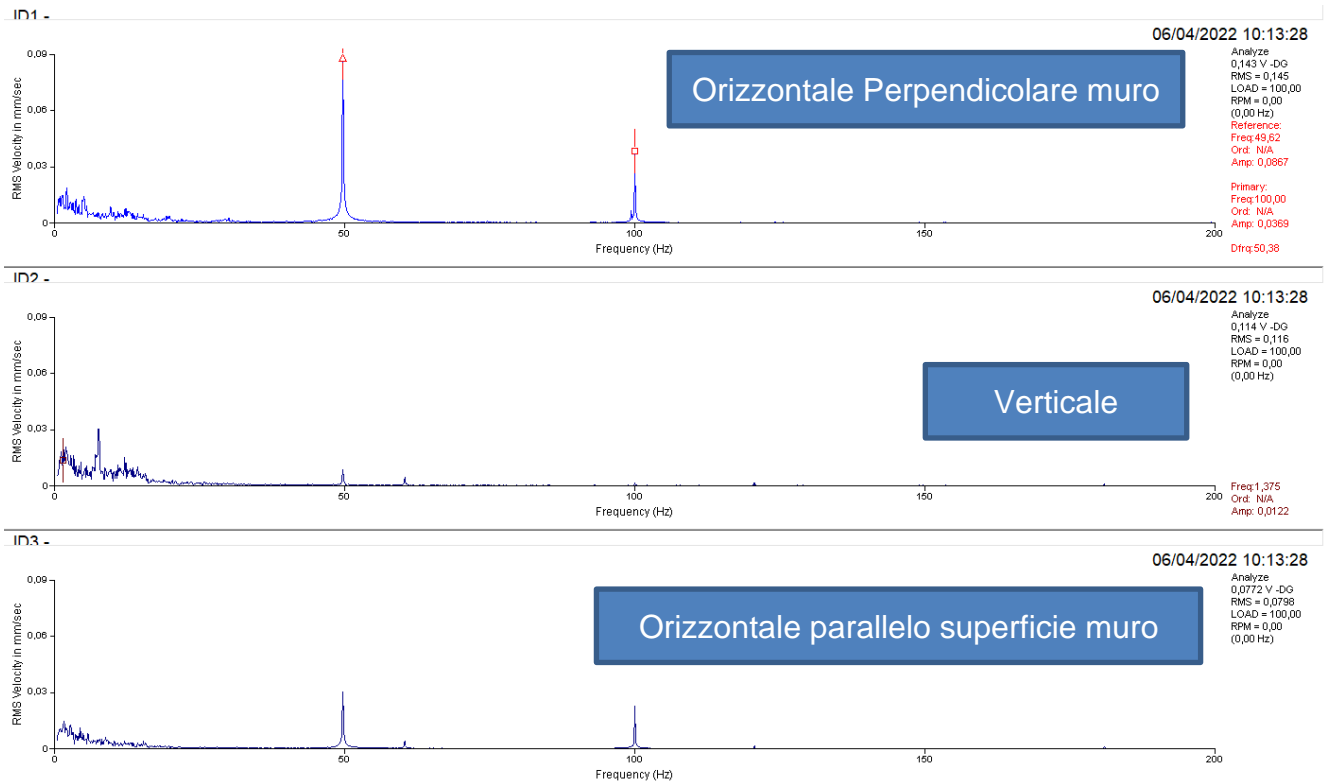 ID1 -
06/04/2022 10:13:28
Analyze
0,143 V -DG
RMS = 0,145
LOAD = 100,00
RPM = 0,00
(0,00 Hz)
Reference:
Freq:49,62
Ord: N/A
Amp: 0,0867
Primary:
Freq:100,00
Ord: N/A
Amp: 0,0369
Dfrq:50,38
Orizzontale Perpendicolare muro
RMS Velocity in mm/sec
0,09
0,06
0,03
0
0 50 100 150 200
Frequency (Hz)
ID2 -
06/04/2022 10:13:28
Analyze
0,114 V -DG
RMS = 0,116
LOAD = 100,00
RPM = 0,00
(0,00 Hz)
Verticale
RMS Velocity in mm/sec
0,09
0,06
0,03
0
Freq:1,375
Ord: N/A
Amp: 0,0122
0 50 100 150 200
Frequency (Hz)
ID3 -
06/04/2022 10:13:28
Analyze
0,0772 V -DG
RMS = 0,0798
LOAD = 100,00
RPM = 0,00
(0,00 Hz)
Orizzontale parallelo superficie muro
RMS Velocity in mm/sec
0,09
0,06
0,03
0
0 50 100 150 200
Frequency (Hz)